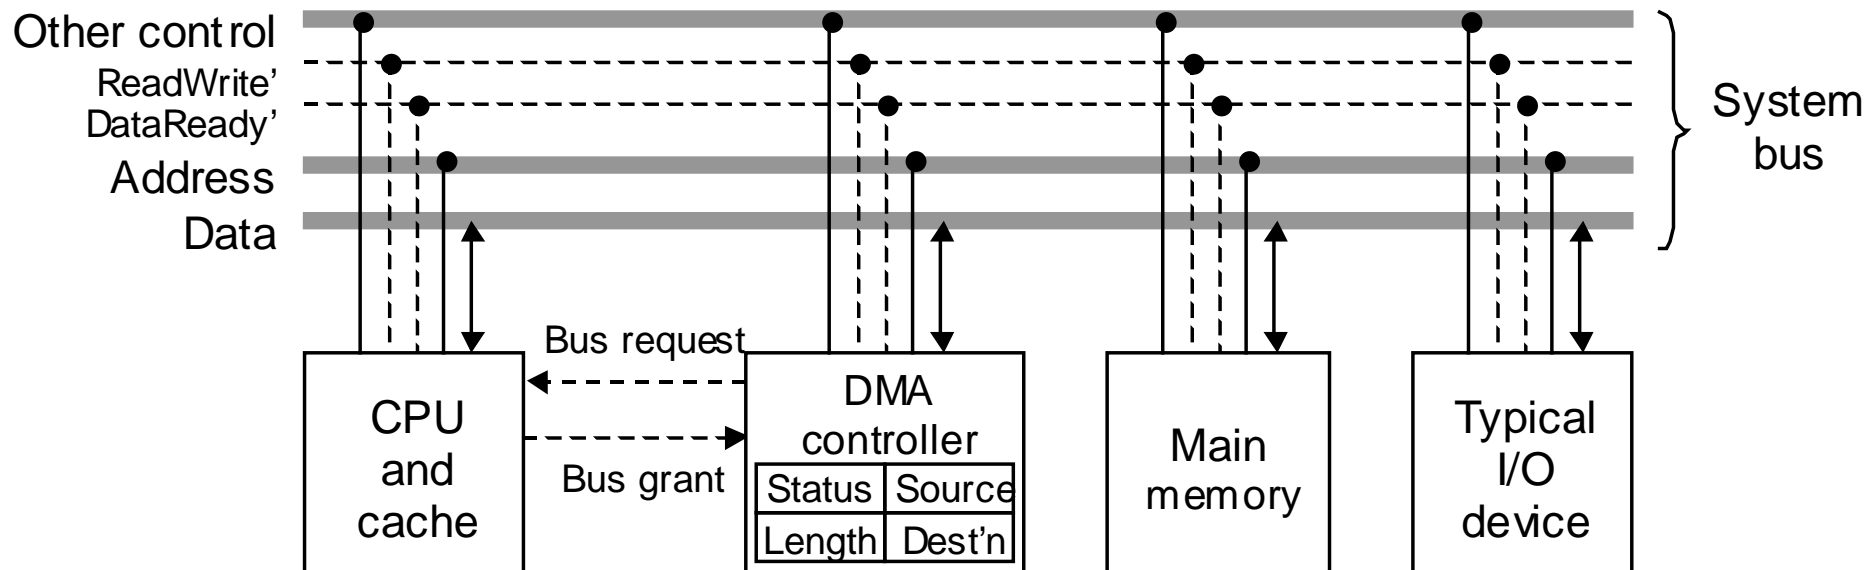 Other control
ReadWrite’
DataReady’
Address
Data
System
bus
Bus request
Bus grant
CPU
and
cache
DMA
controller
Status Source
Length Dest’n
Main
memory
Typical
I/O
device